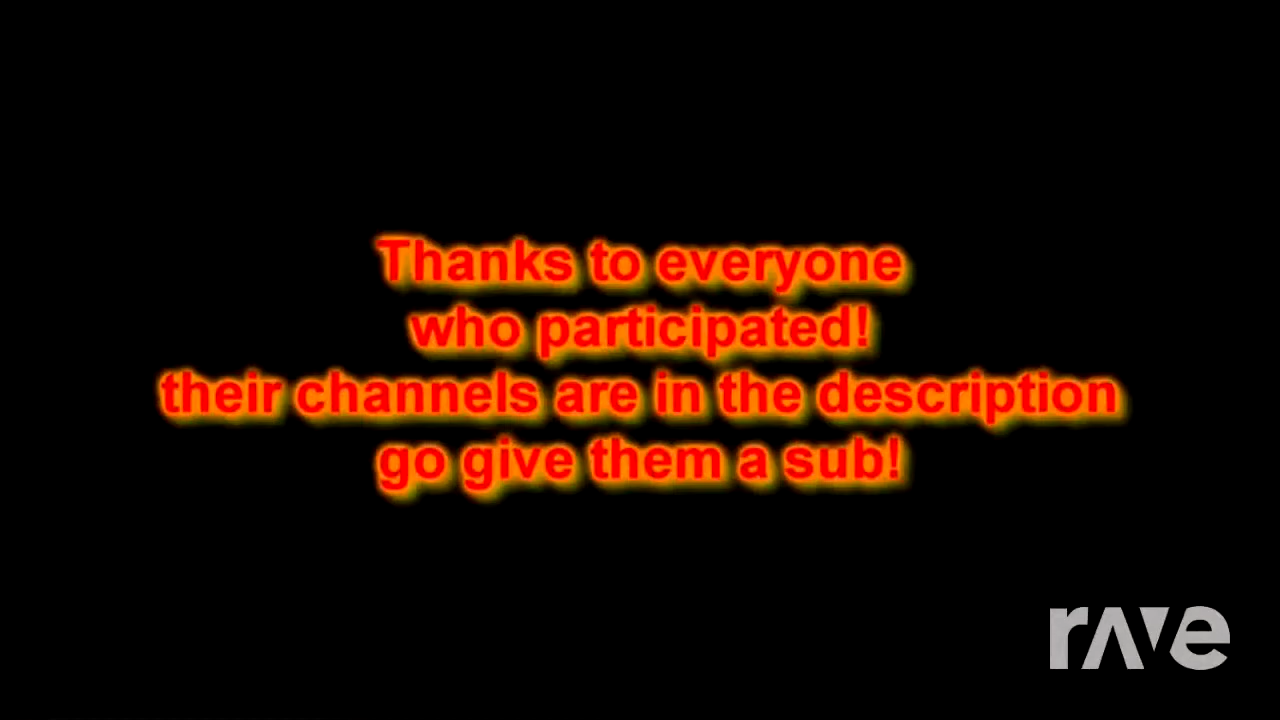 Thanks to everyone
who participated!
their channels are in the description
go give them a sub!
rave